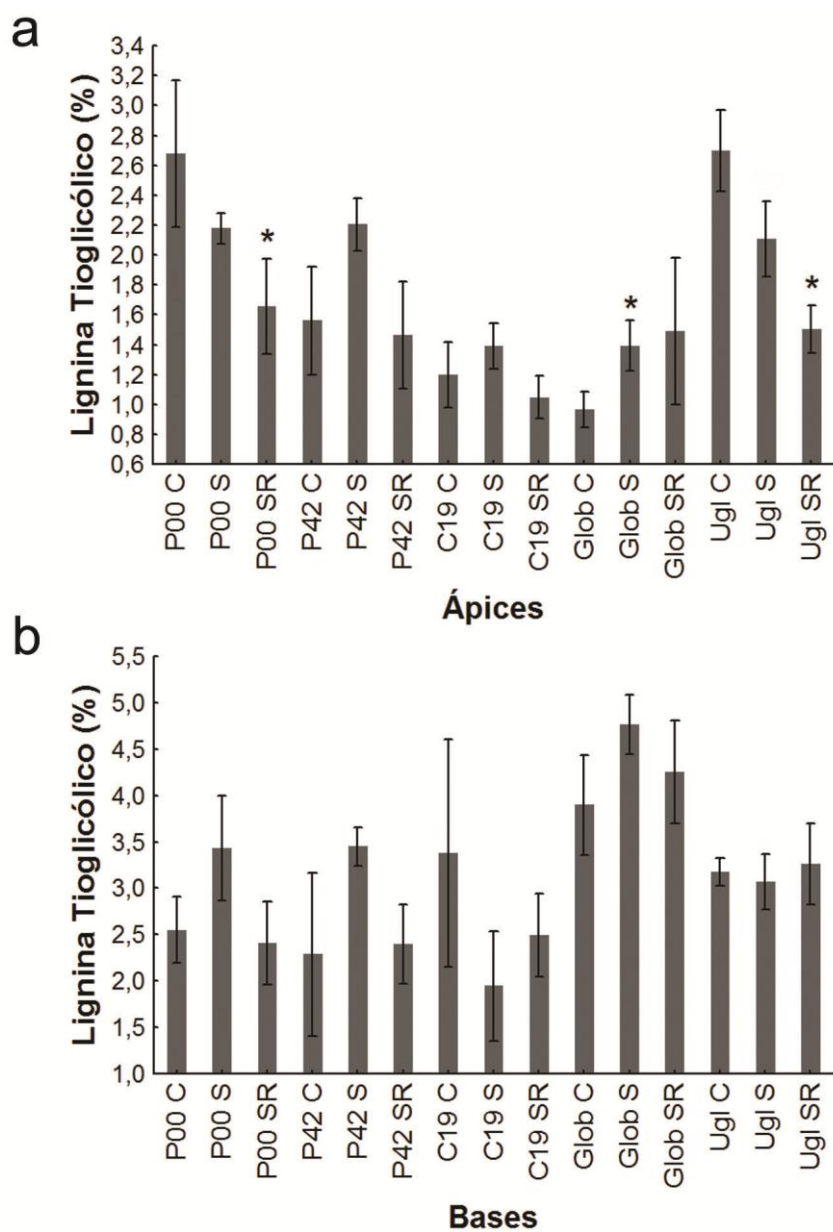 a
Lignina Tioglicólico (%)
3,4
3,2
3,0
2,8
2,6
2,4
2,2
2,0
1,8
1,6
1,4
1,2
1,0
0,8
0,6
*
*
*
P00 C
P00 S
P00 SR
P42 C
P42 S
P42 SR
C19 C
C19 S
C19 SR
Glob C
Glob S
Glob SR
Ugl C
Ugl S
Ugl SR
Ápices
b
Lignina Tioglicólico (%)
5,5
5,0
4,5
4,0
3,5
3,0
2,5
2,0
1,5
1,0
P00 C
P00 S
P00 SR
P42 C
P42 S
P42 SR
C19 C
C19 S
C19 SR
Glob C
Glob S
Glob SR
Ugl C
Ugl S
Ugl SR
Bases